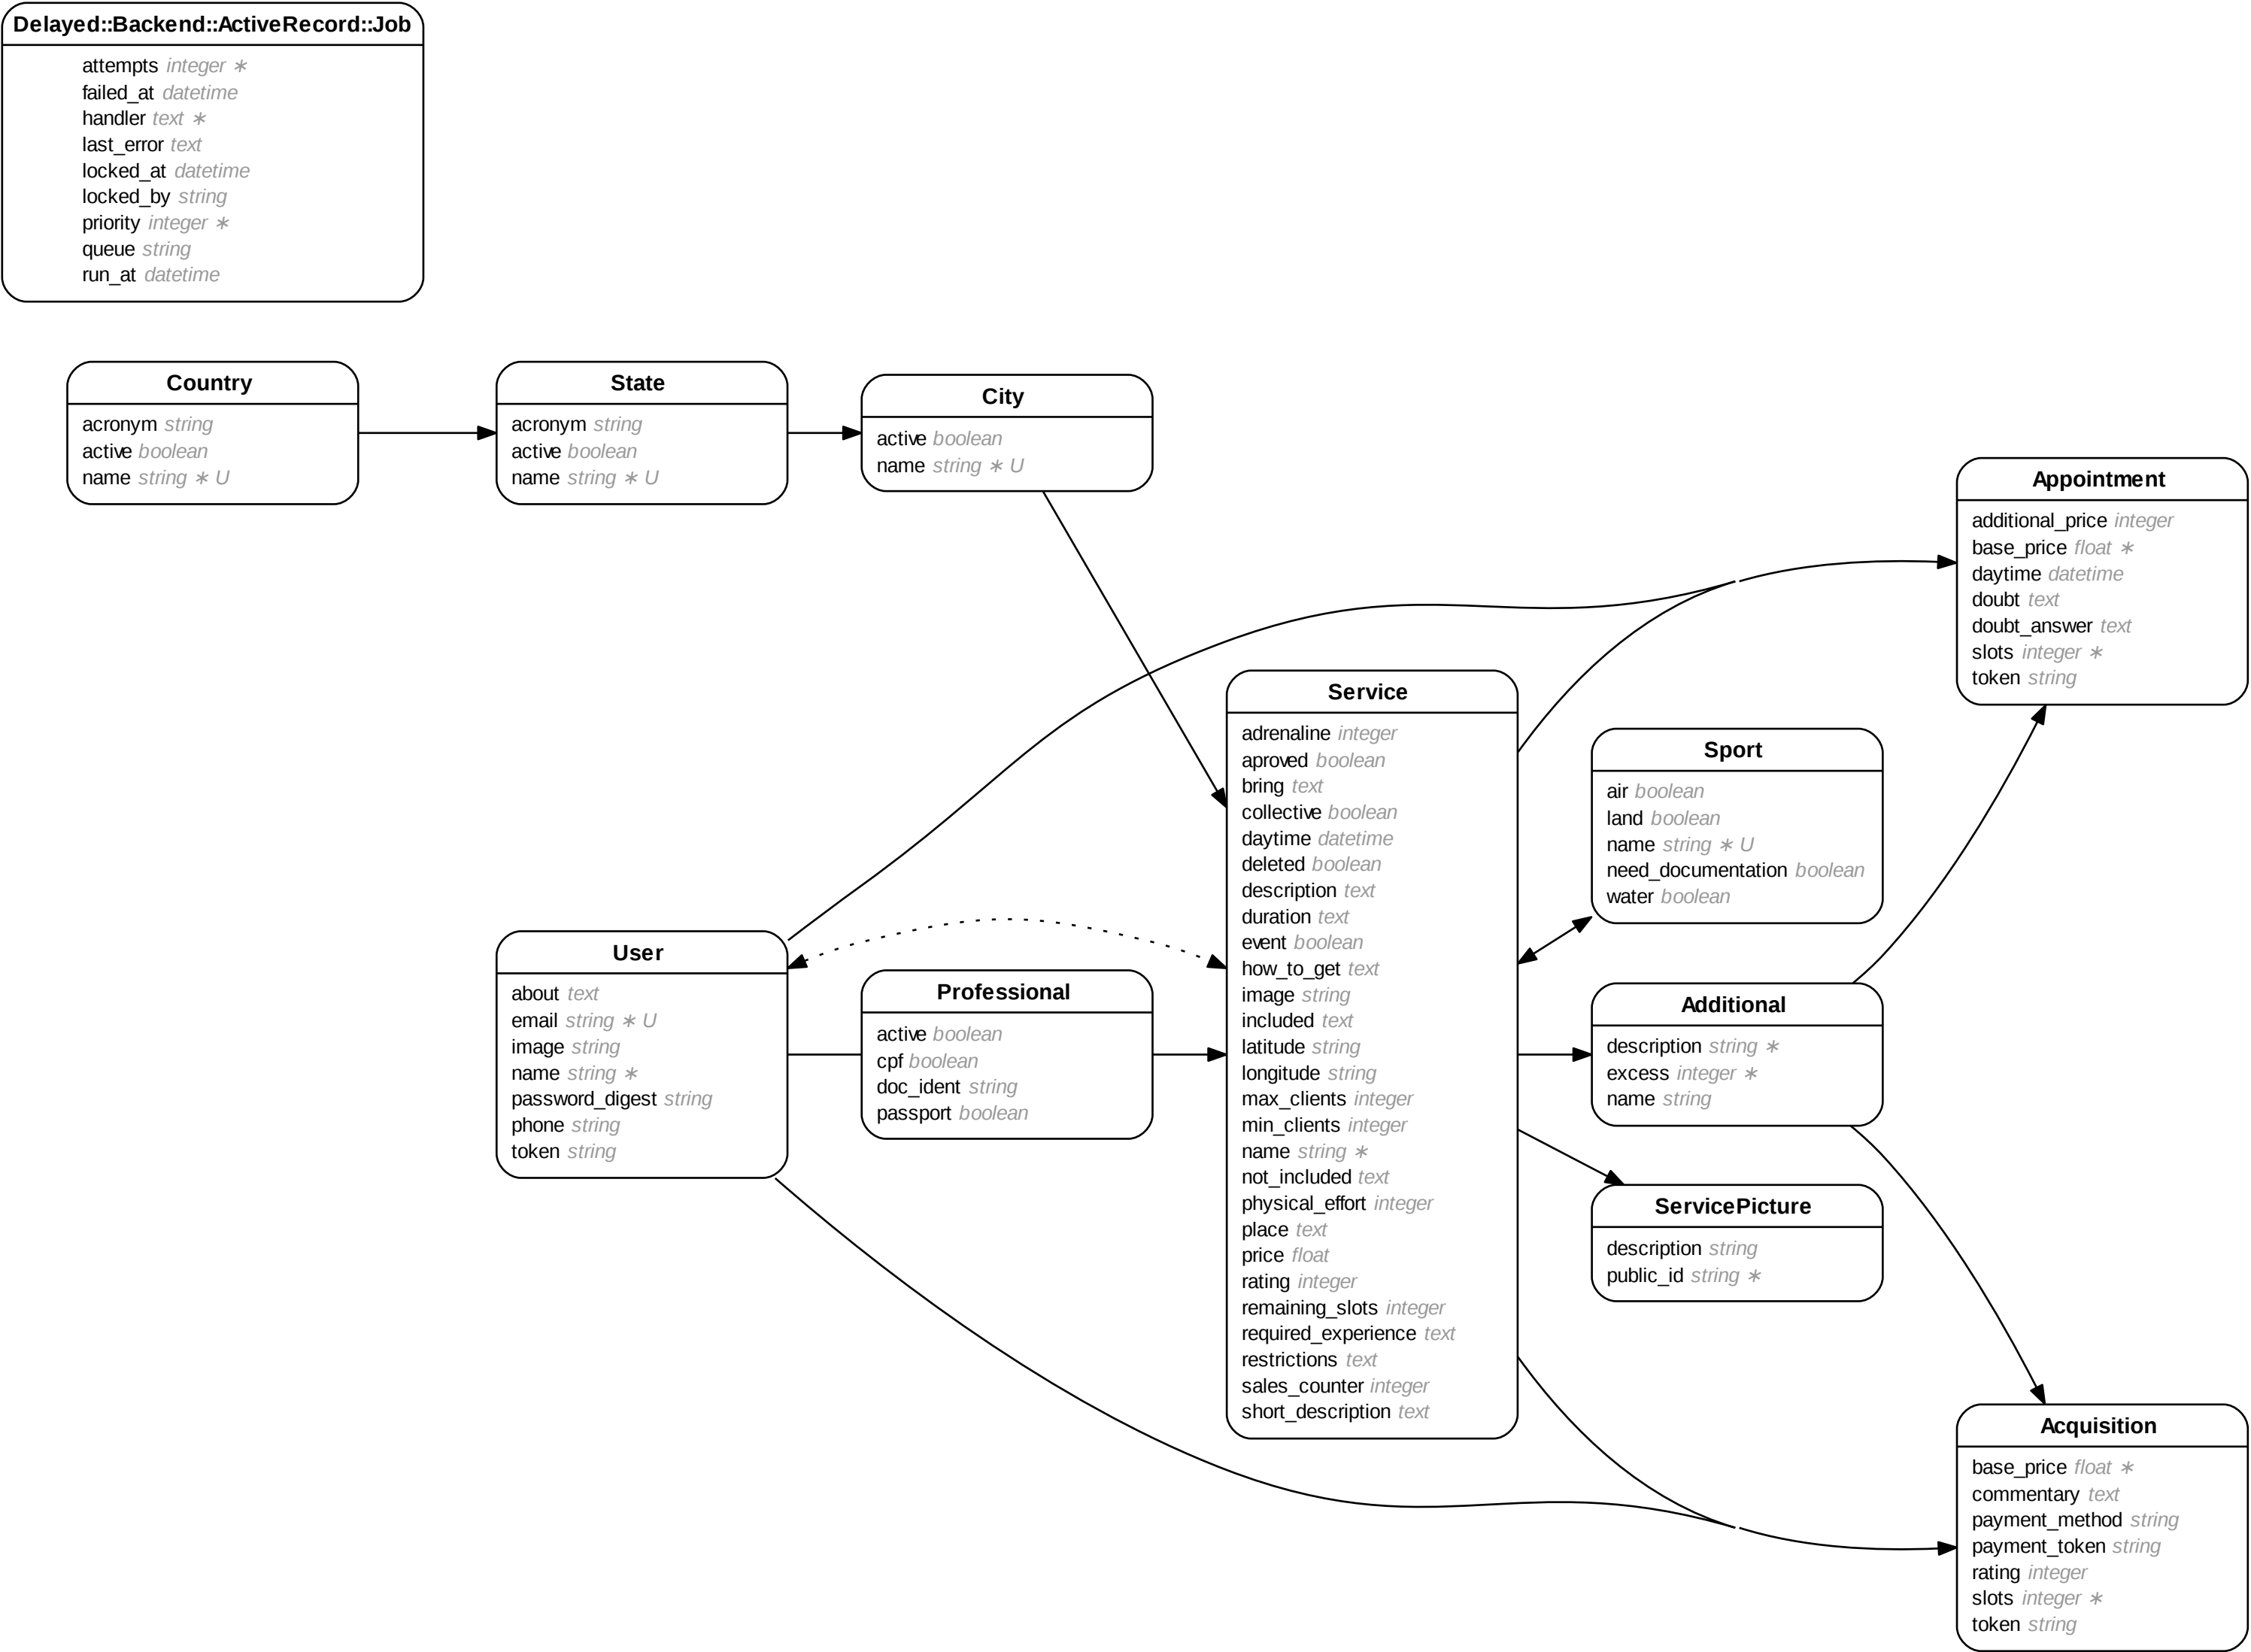 Delayed::Backend::ActiveRecord::Job
attempts integer ∗
failed_at datetime
handler text ∗
last_error text
locked_at datetime
locked_by string
priority integer ∗
queue string
run_at datetime
Country
acronym string
active boolean
name string ∗ U
State
acronym string
active boolean
name string ∗ U
City
active boolean
name string ∗ U
Appointment
additional_price integer
base_price float ∗
daytime datetime
doubt text
doubt_answer text
slots integer ∗
token string
Service
adrenaline integer
aproved boolean
bring text
collective boolean
daytime datetime
deleted boolean
description text
duration text
event boolean
how_to_get text
image string
included text
latitude string
longitude string
max_clients integer
min_clients integer
name string ∗
not_included text
physical_effort integer
place text
price float
rating integer
remaining_slots integer
required_experience text
restrictions text
sales_counter integer
short_description text
Sport
air boolean
land boolean
name string ∗ U
need_documentation boolean
water boolean
User
about text
email string ∗ U
image string
name string ∗
password_digest string
phone string
token string
Professional
active boolean
cpf boolean
doc_ident string
passport boolean
Additional
description string ∗
excess integer ∗
name string
ServicePicture
description string
public_id string ∗
Acquisition
base_price float ∗
commentary text
payment_method string
payment_token string
rating integer
slots integer ∗
token string